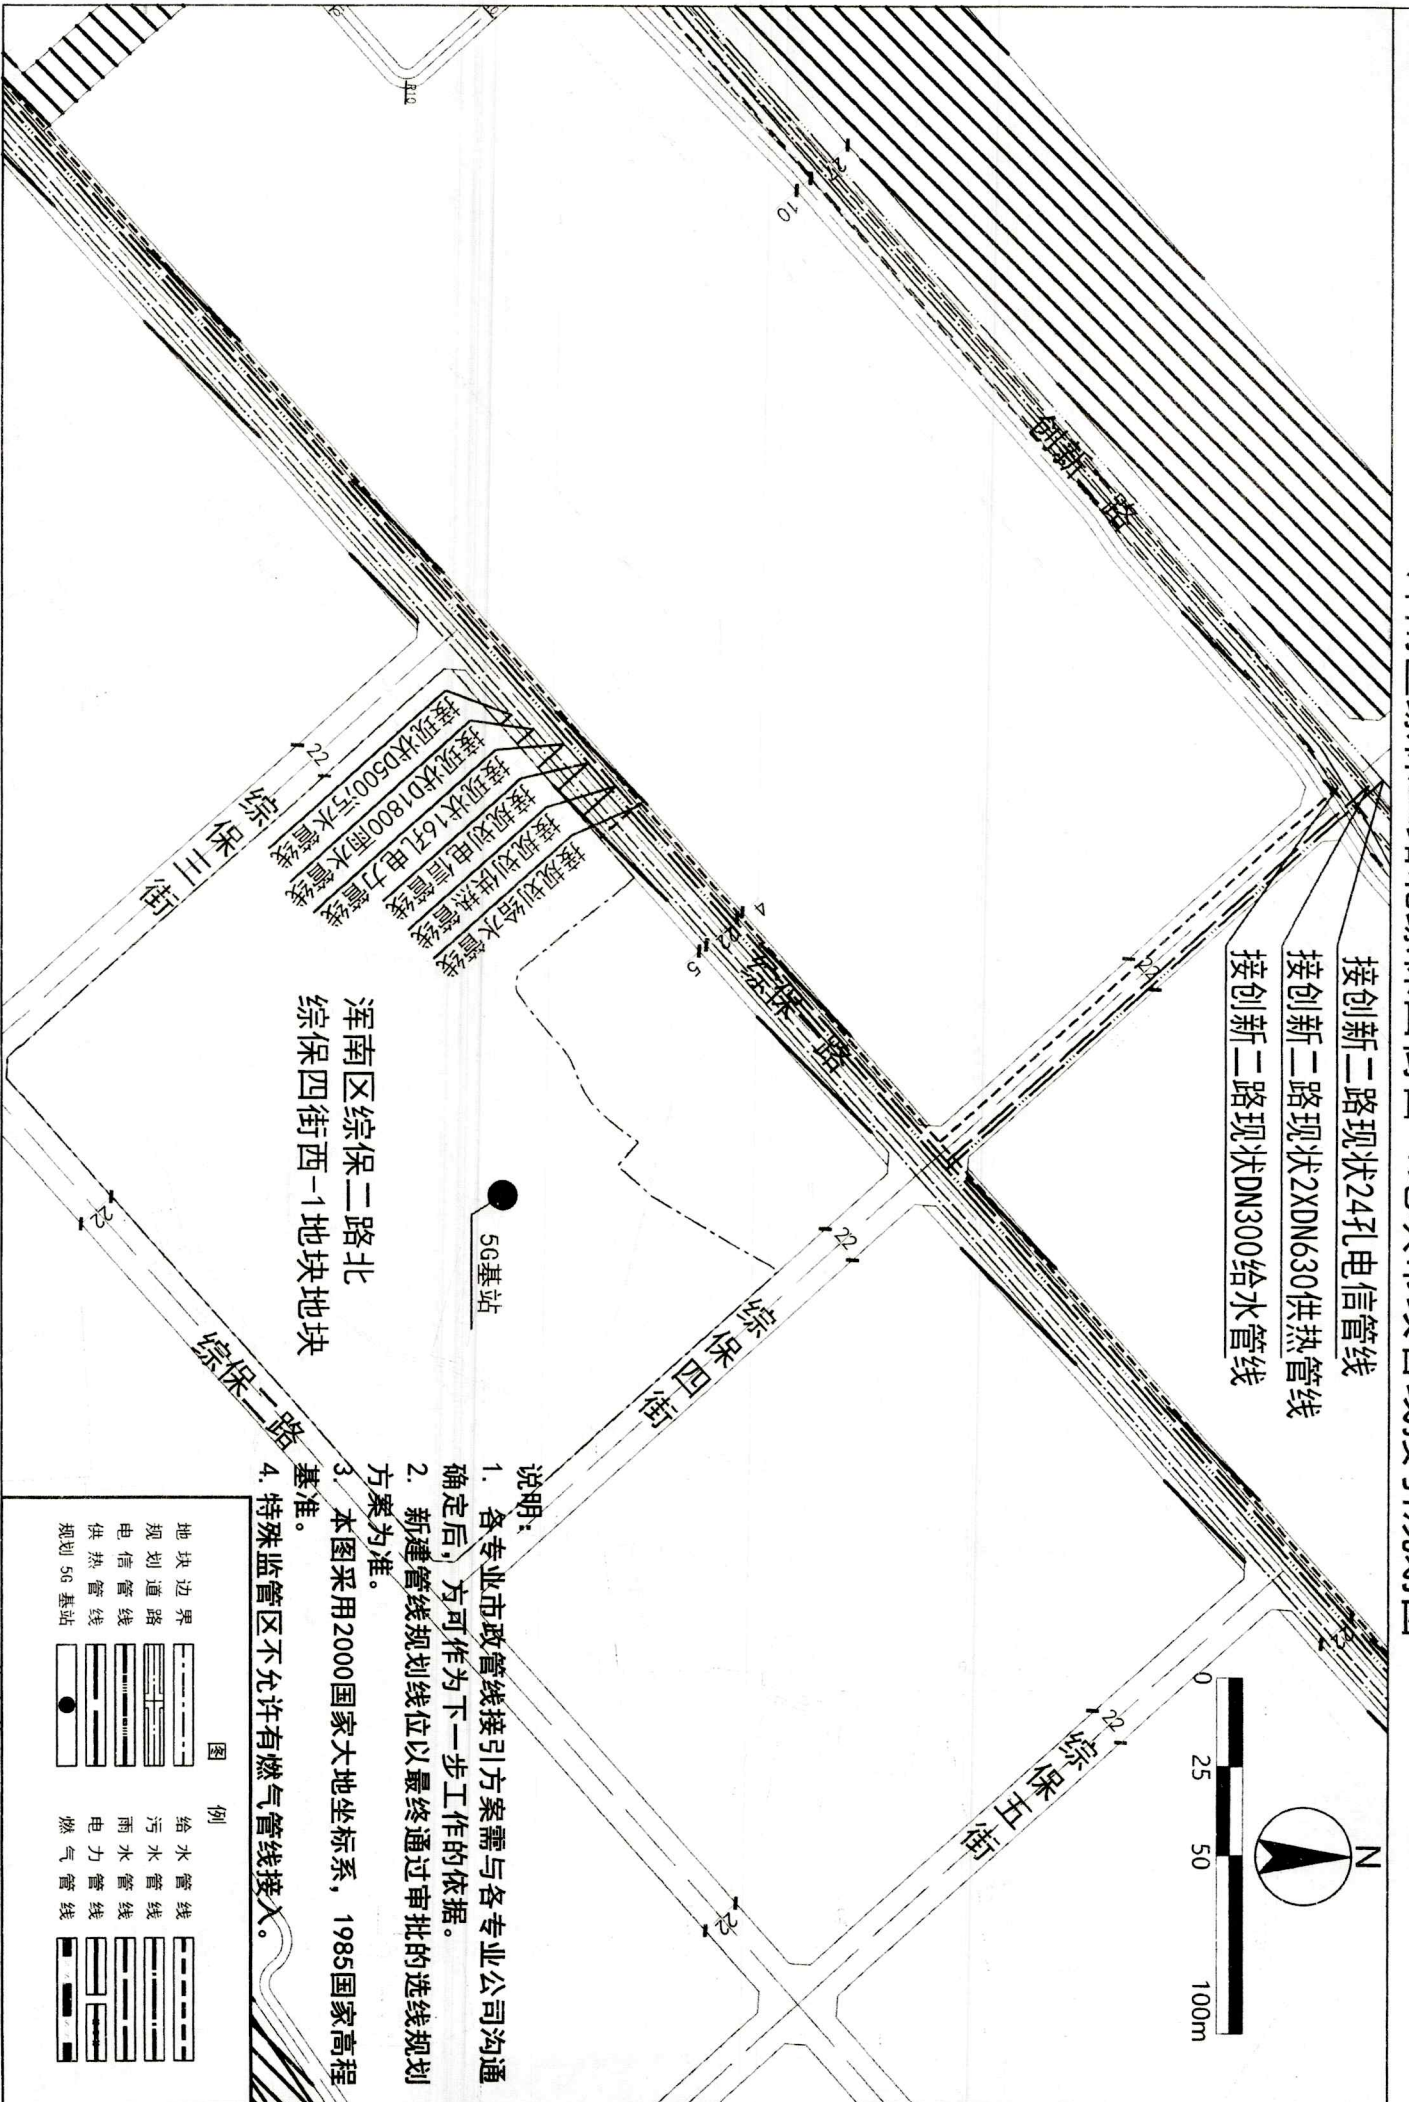 接创新二路现状24孔电信管线
接创新二路现状2XDN630供热管线
接创新二路现状DN300给水管线
N
0
25
50
100m
创新二路
综保一路
综保二路
综保三街
综保四街
综保五街
R10
24
10
22
22
22
22
22
4
5
接规划给水管线
接规划供热管线
接规划电信管线
接现状16孔电力管线
接现状D1800雨水管线
接现状D500污水管线
5G基站
浑南区综保二路北
综保四街西-1地块地块
说明:
1. 各专业市政管线接引方案需与各专业公司沟通
确定后，方可作为下一步工作的依据。
2. 新建管线规划线位以最终通过审批的选线规划
方案为准。
3. 本图采用2000国家大地坐标系，1985国家高程
基准。
4. 特殊监管区不允许有燃气管线接入。
图 例
地块边界
规划道路
电信管线
供热管线
规划 5G 基站
给水管线
污水管线
雨水管线
电力管线
燃气管线